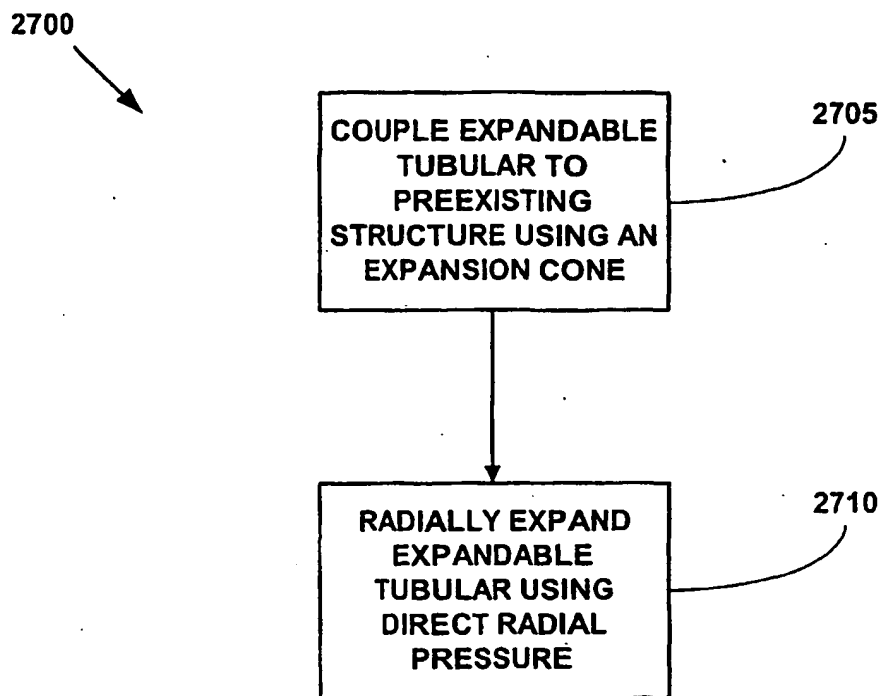 2700
COUPLE EXPANDABLE
TUBULAR TO
PREEXISTING
STRUCTURE USING AN
EXPANSION CONE
2705
RADIALLY EXPAND
EXPANDABLE
TUBULAR USING
DIRECT RADIAL
PRESSURE
2710